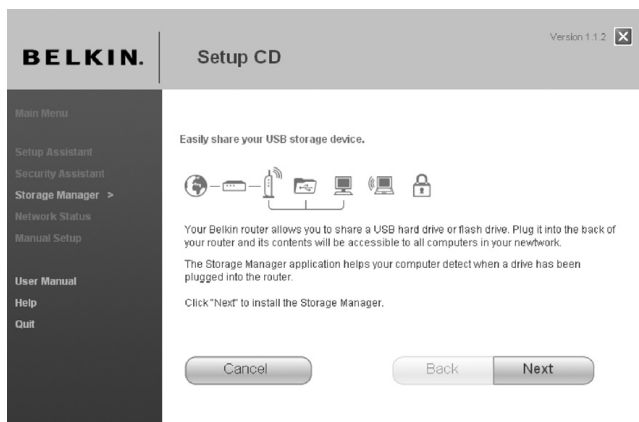 BELKIN.
Setup CD
Version 1.1.2
Main Menu
Setup Assistant
Security Assistant
Storage Manager >
Network Status
Manual Setup
User Manual
Help
Quit
Easily share your USB storage device.
Your Belkin router allows you to share a USB hard drive or flash drive. Plug it into the back of
your router and its contents will be accessible to all computers in your newtwork.
The Storage Manager application helps your computer detect when a drive has been
plugged into the router.
Click "Next" to install the Storage Manager.
Cancel
Back
Next